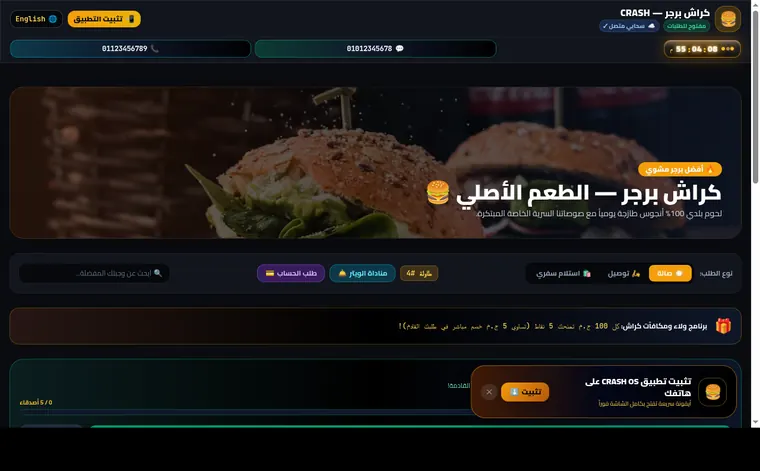 كراش برجر — CRASH
مفتوح للطلبات
سحابي متصل ✓
تثبيت التطبيق
English
55 : 04 : 08 م
01012345678
01123456789
أفضل برجر مشوي
كراش برجر — الطعم الأصلي
لحوم بلدي 100% أنجوس طازجة يومياً مع صوصاتنا السرية الخاصة المبتكرة.
نوع الطلب:
صالة
توصيل
استلام سفري
طاولة #4
مناداة الويتر
طلب الحساب
ابحث عن وجبتك المفضلة...
برنامج ولاء ومكافآت كراش: كل 100 ج.م تمنحك 5 نقاط (تساوي 5 ج.م خصم مباشر في طلبك القادم)!
القادمة!
0 / 5 أصدقاء
تثبيت تطبيق CRASH OS على هاتفك
أيقونة سريعة تفتح بكامل الشاشة فوراً
تثبيت